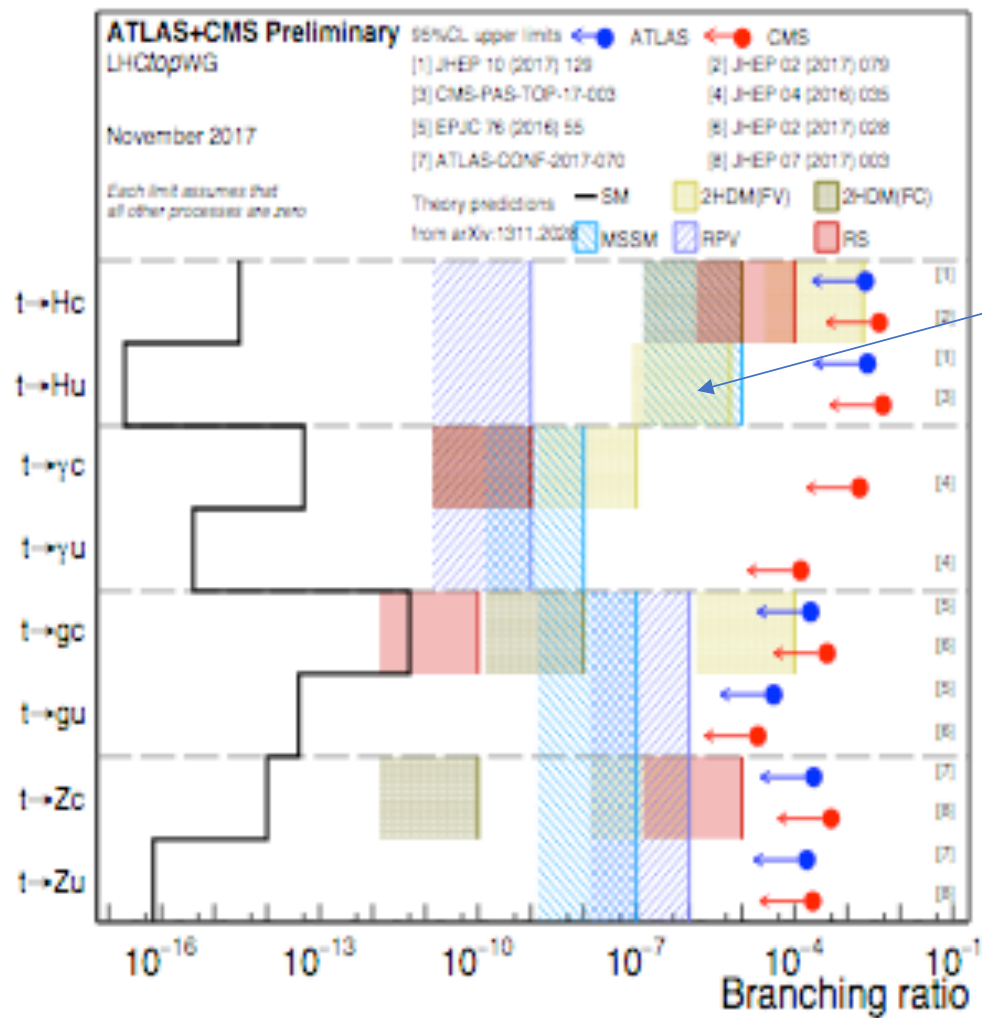 ATLAS+CMS Preliminary
LHCtopWG
November 2017
Each limit assumes that
all other processes are zero
95%CL upper limits ATLAS CMS
[1] JHEP 10 (2017) 129 [2] JHEP 02 (2017) 079
[3] CMS-PAS-TOP-17-003 [4] JHEP 04 (2016) 035
[5] EPJC 76 (2016) 55 [6] JHEP 02 (2017) 028
[7] ATLAS-CONF-2017-070 [8] JHEP 07 (2017) 003
Theory predictions SM 2HDM(FV) 2HDM(FC)
from arXiv:1311.2028 MSSM RPV RS
t→Hc [1]
[2]
t→Hu [1]
t→γc [4]
t→γu [4]
t→gc [5]
[6]
t→gu [5]
[6]
t→Zc [7]
[8]
t→Zu [7]
[8]
10⁻¹⁶ 10⁻¹³ 10⁻¹⁰ 10⁻⁷ 10⁻⁴ 10⁻¹
Branching ratio